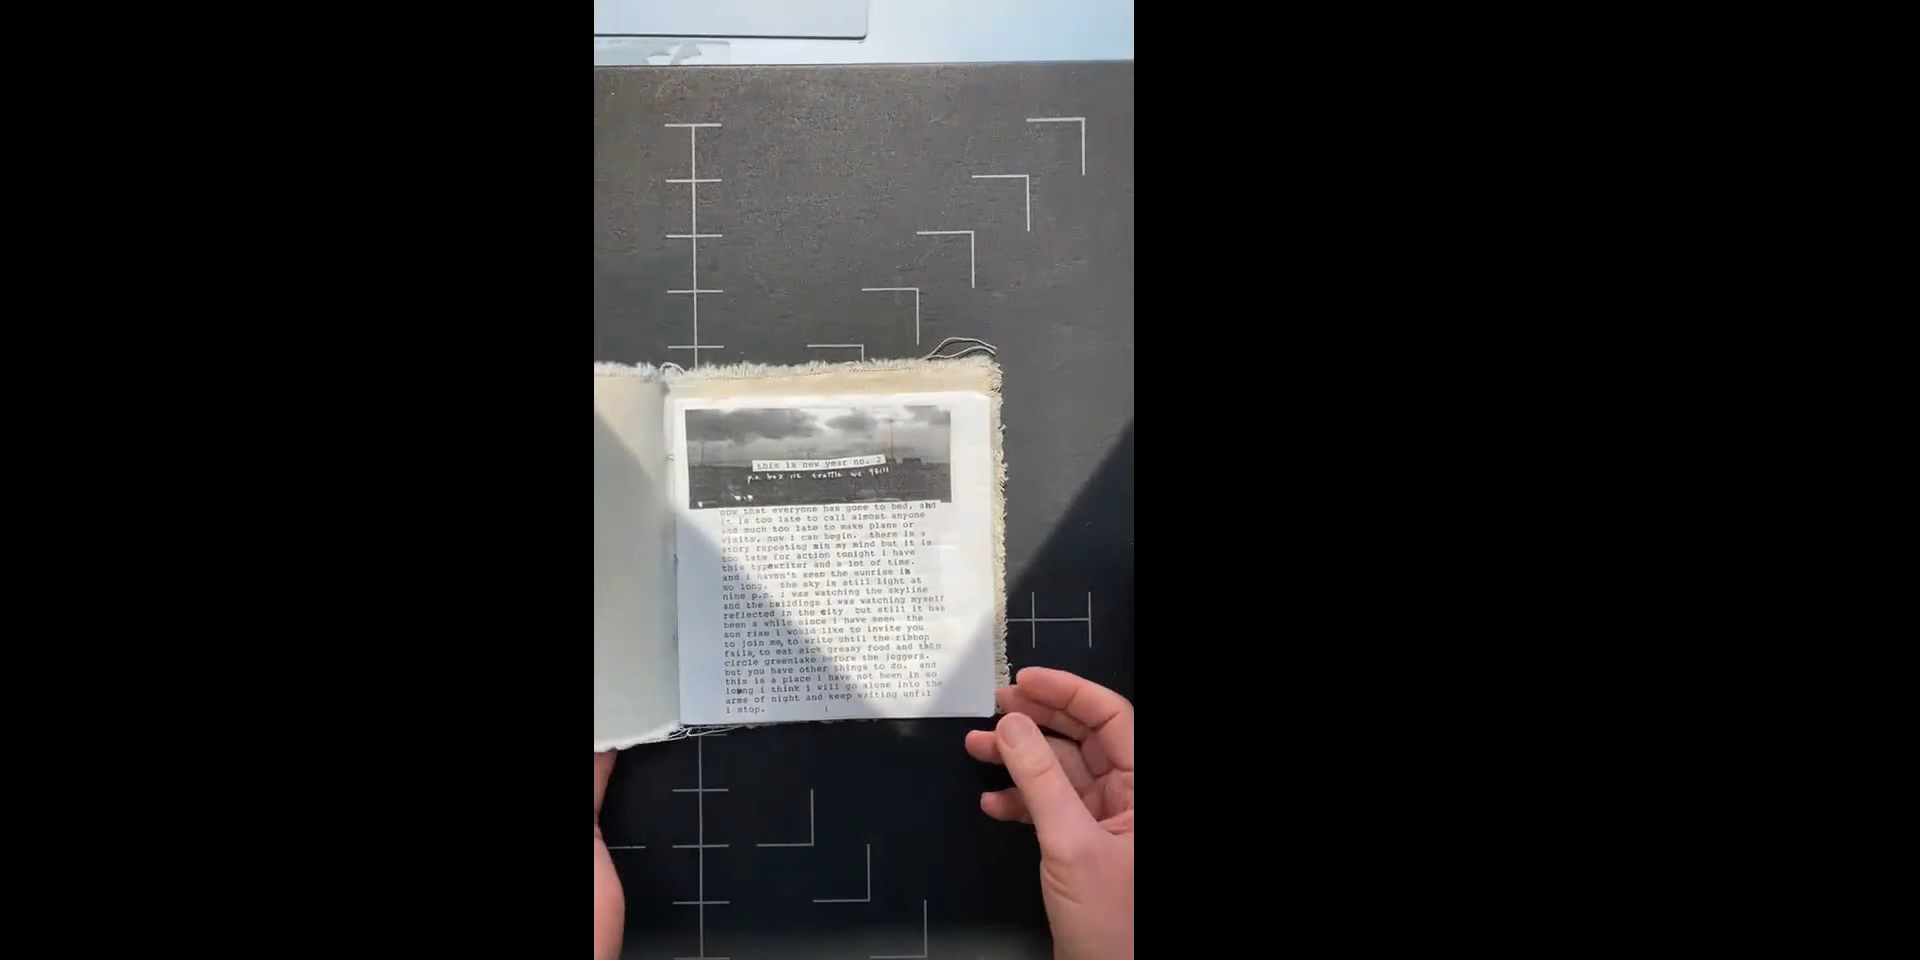 this is new year no. 2
p.o. box seattle wa
now that everyone has gone to bed, and
it is too late to call almost anyone
and much too late to make plans or
visits, now i can begin. there is a
story repeating min my mind but it is
too late for action tonight i have
this typewriter and a lot of time.
and i haven't seen the sunrise in
so long. the sky is still light at
nine p.m. i was watching the skyline
and the buildings i was watching myself
reflected in the city but still it has
been a while since i have seen the
sun rise i would like to invite you
to join me, to write until the ribbon
fails, to eat sick greasy food and then
circle greenlake before the joggers.
but you have other things to do. and
this is a place i have not been in so
long i think i will go alone into the
arms of night and keep writing until
i stop.